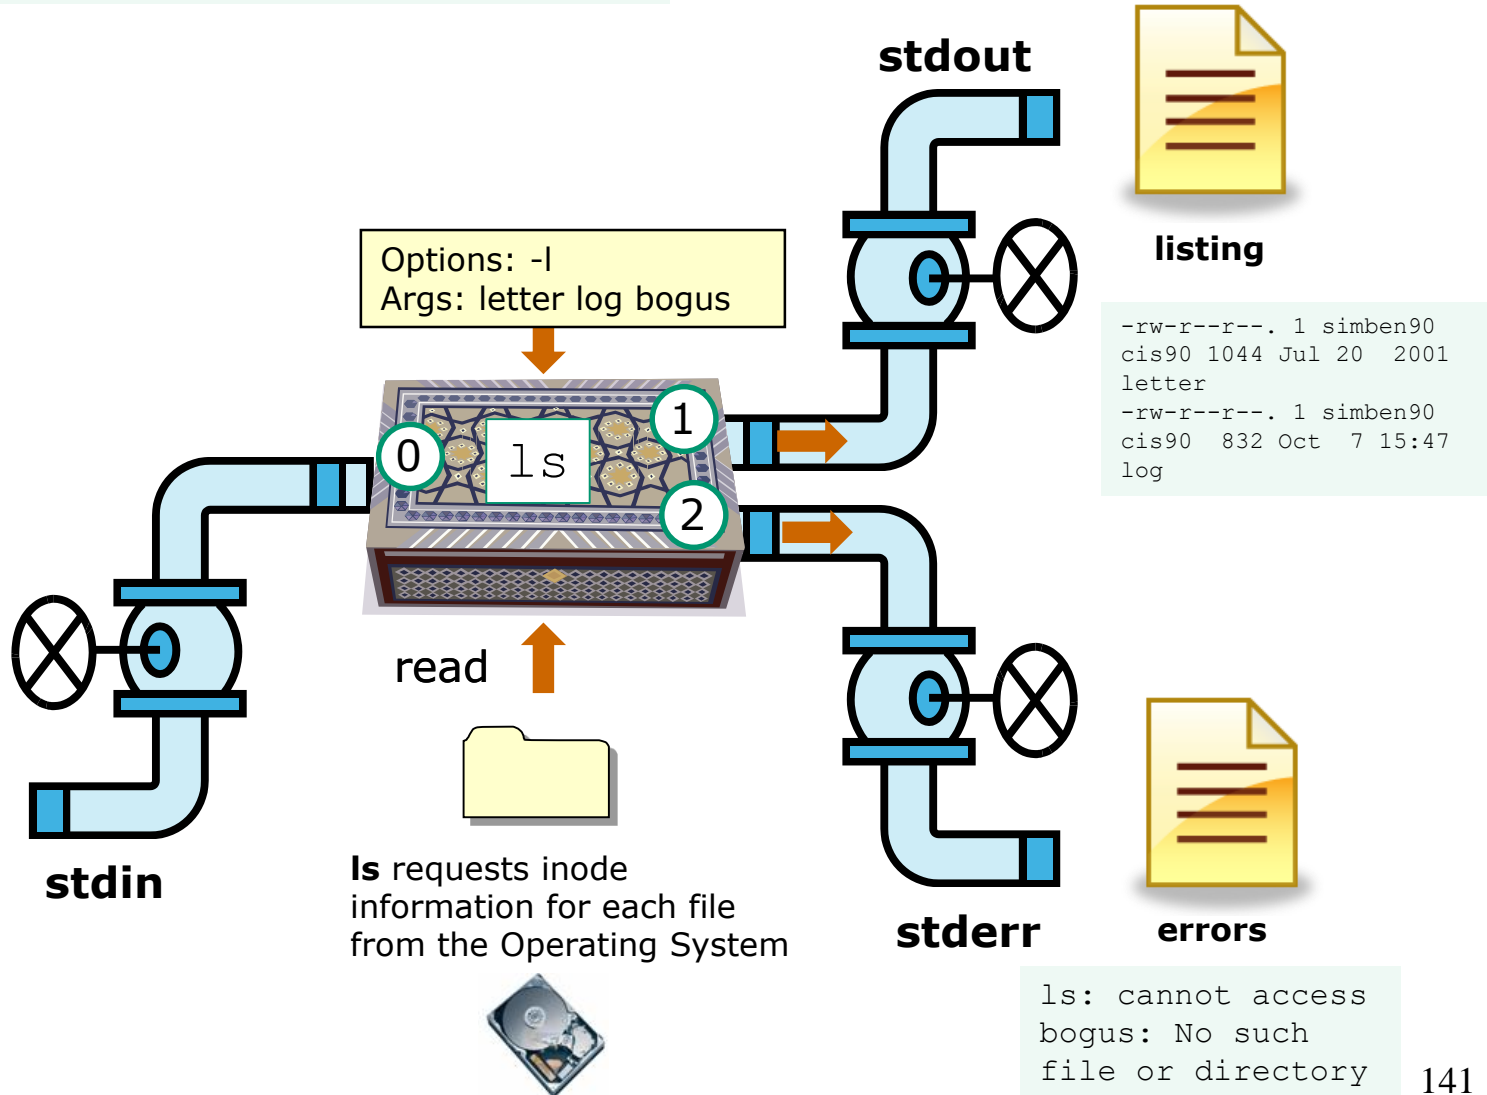 stdout
listing
Options: -l
Args: letter log bogus
-rw-r--r--. 1 simben90
cis90 1044 Jul 20  2001
letter
-rw-r--r--. 1 simben90
cis90  832 Oct  7 15:47
log
0
ls
1
2
read
stdin
ls requests inode
information for each file
from the Operating System
stderr
errors
ls: cannot access
bogus: No such
file or directory
141